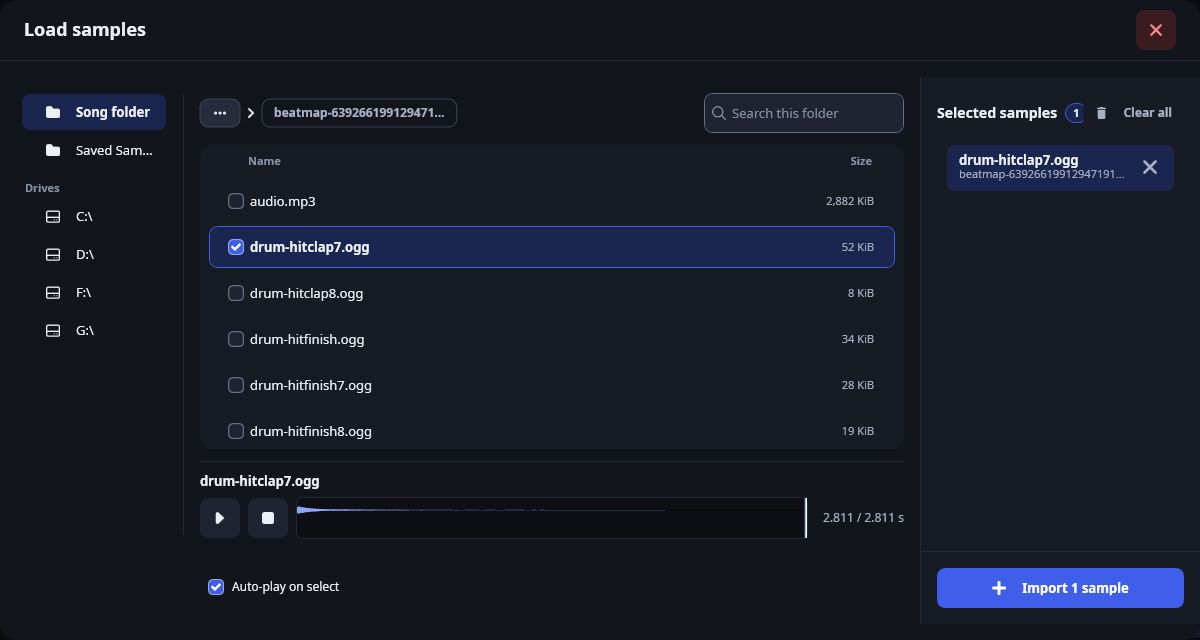 Load samples
Song folder
Saved Sam...
Drives
C:\
D:\
F:\
G:\
... beatmap-639266199129471...
Search this folder
Name Size
audio.mp3 2,882 KiB
drum-hitclap7.ogg 52 KiB
drum-hitclap8.ogg 8 KiB
drum-hitfinish.ogg 34 KiB
drum-hitfinish7.ogg 28 KiB
drum-hitfinish8.ogg 19 KiB
drum-hitclap7.ogg
2.811 / 2.811 s
Auto-play on select
Selected samples 1 Clear all
drum-hitclap7.ogg
beatmap-63926619912947191...
Import 1 sample